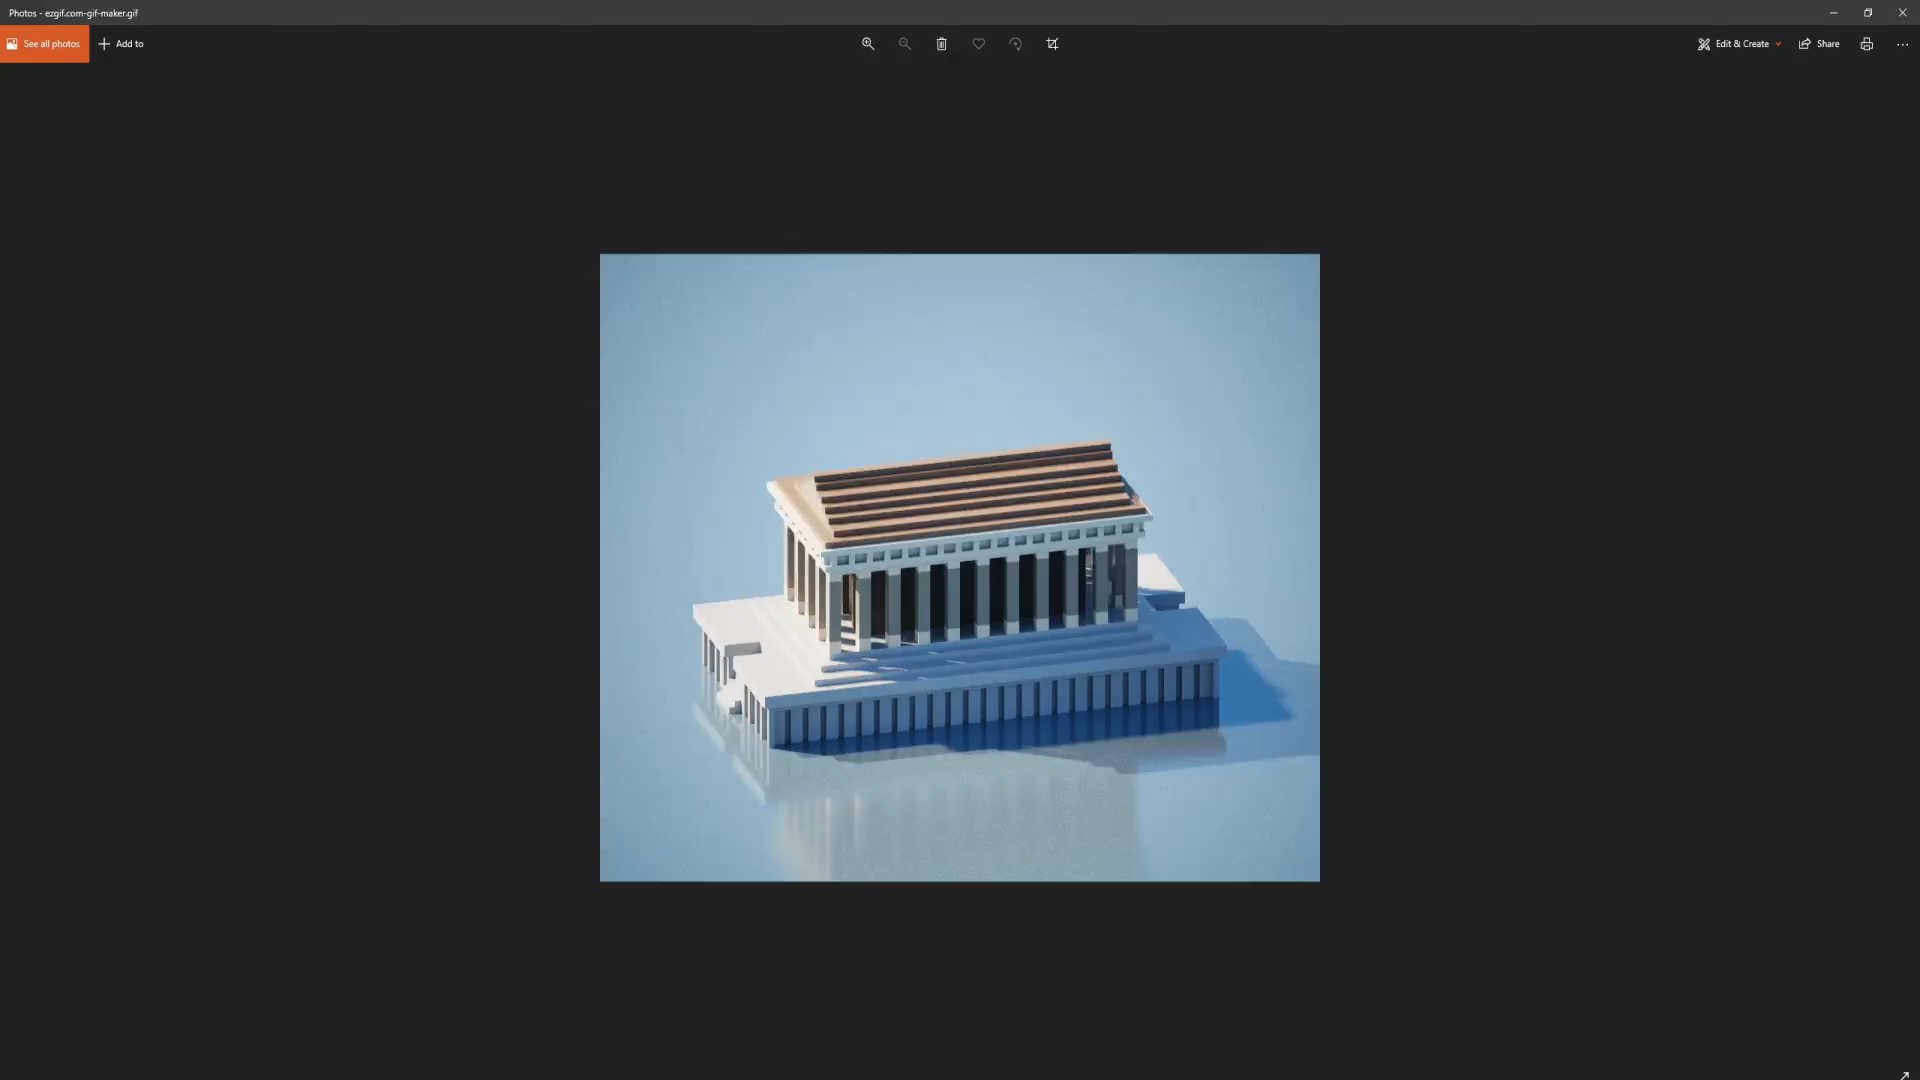 Photos - ezgif.com-gif-maker.gif
See all photos
Add to
Edit & Create
Share